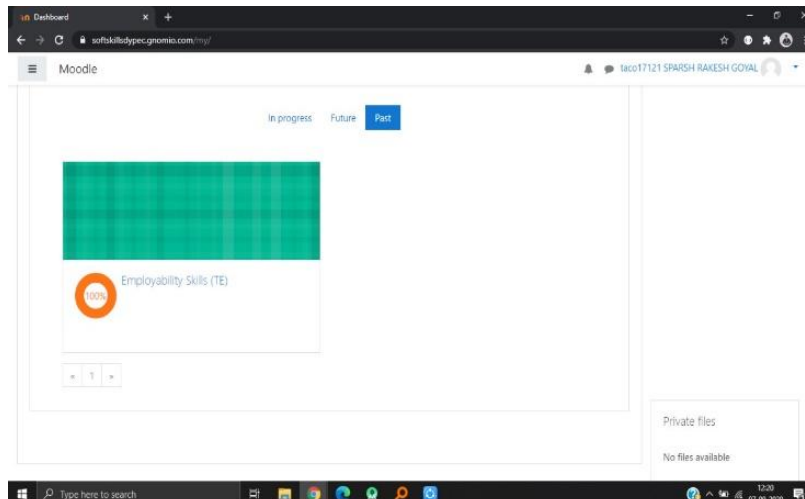 Dashboard
softskillsdypec.gnomio.com/my/
Moodle
taco17121 SPARSH RAKESH GOYAL
In progress Future Past
Employability Skills (TE)
100%
« 1 »
Private files
No files available
Type here to search
12:20